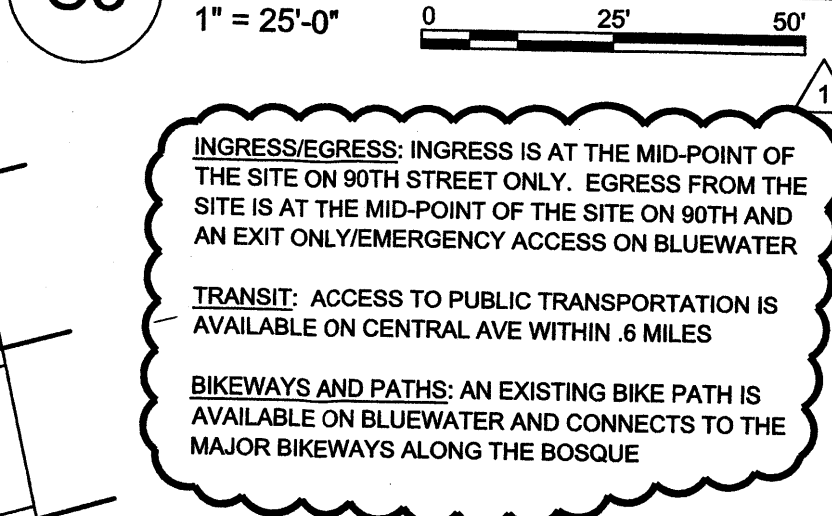 1" = 25'-0"
0 25' 50'
1
INGRESS/EGRESS: INGRESS IS AT THE MID-POINT OF
THE SITE ON 90TH STREET ONLY. EGRESS FROM THE
SITE IS AT THE MID-POINT OF THE SITE ON 90TH AND
AN EXIT ONLY/EMERGENCY ACCESS ON BLUEWATER
TRANSIT: ACCESS TO PUBLIC TRANSPORTATION IS
AVAILABLE ON CENTRAL AVE WITHIN .6 MILES
BIKEWAYS AND PATHS: AN EXISTING BIKE PATH IS
AVAILABLE ON BLUEWATER AND CONNECTS TO THE
MAJOR BIKEWAYS ALONG THE BOSQUE